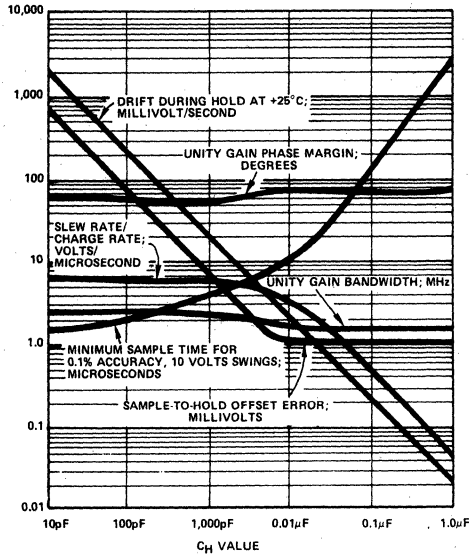 10,000
1,000
100
10
1.0
0.1
0.01
DRIFT DURING HOLD AT +25°C;
MILLIVOLT/SECOND
UNITY GAIN PHASE MARGIN;
DEGREES
SLEW RATE/
CHARGE RATE;
VOLTS/
MICROSECOND
UNITY GAIN BANDWIDTH; MHz
MINIMUM SAMPLE TIME FOR
0.1% ACCURACY, 10 VOLTS SWINGS;
MICROSECONDS
SAMPLE-TO-HOLD OFFSET ERROR;
MILLIVOLTS
10pF 100pF 1,000pF 0.01μF 0.1μF 1.0μF
CH VALUE